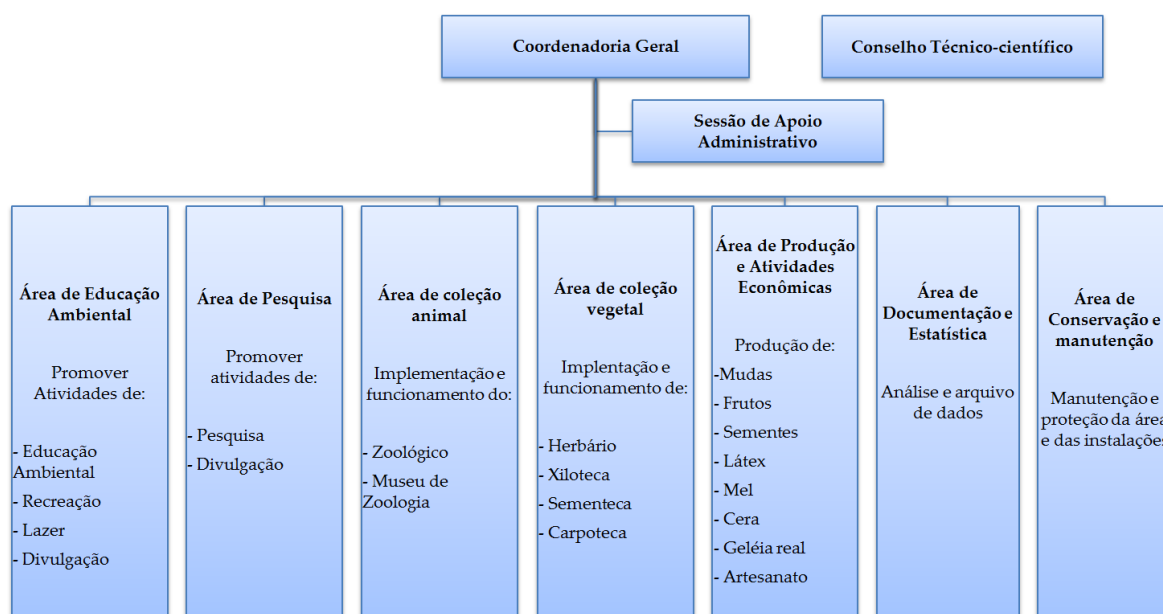 Coordenadoria Geral
Conselho Técnico-científico
Sessão de Apoio
Administrativo
Área de Educação
Ambiental
Promover
Atividades de:
- Educação
Ambiental
- Recreação
- Lazer
- Divulgação
Área de Pesquisa
Promover
atividades de:
- Pesquisa
- Divulgação
Área de coleção
animal
Implementação e
funcionamento do:
- Zoológico
- Museu de
Zoologia
Área de coleção
vegetal
Implentação e
funcionamento de:
- Herbário
- Xiloteca
- Sementeca
- Carpoteca
Área de Produção
e Atividades
Econômicas
Produção de:
-Mudas
- Frutos
- Sementes
- Látex
- Mel
- Cera
- Geléia real
- Artesanato
Área de
Documentação e
Estatística
Análise e arquivo
de dados
Área de
Conservação e
manutenção
Manutenção e
proteção da área
e das instalações